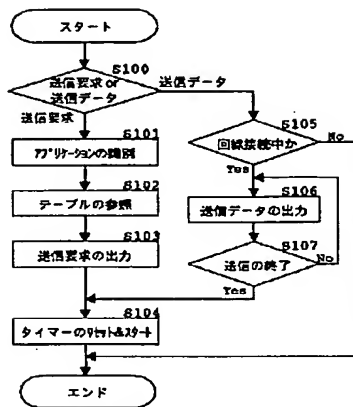 スタート
S100
送信要求or
送信データ
送信データ
送信要求
S101
アプリケーションの識別
S102
テーブルの参照
S103
送信要求の出力
S105
回線接続中か
No
Yes
S106
送信データの出力
S107
送信の終了
No
Yes
S104
タイマーのリセット&スタート
エンド